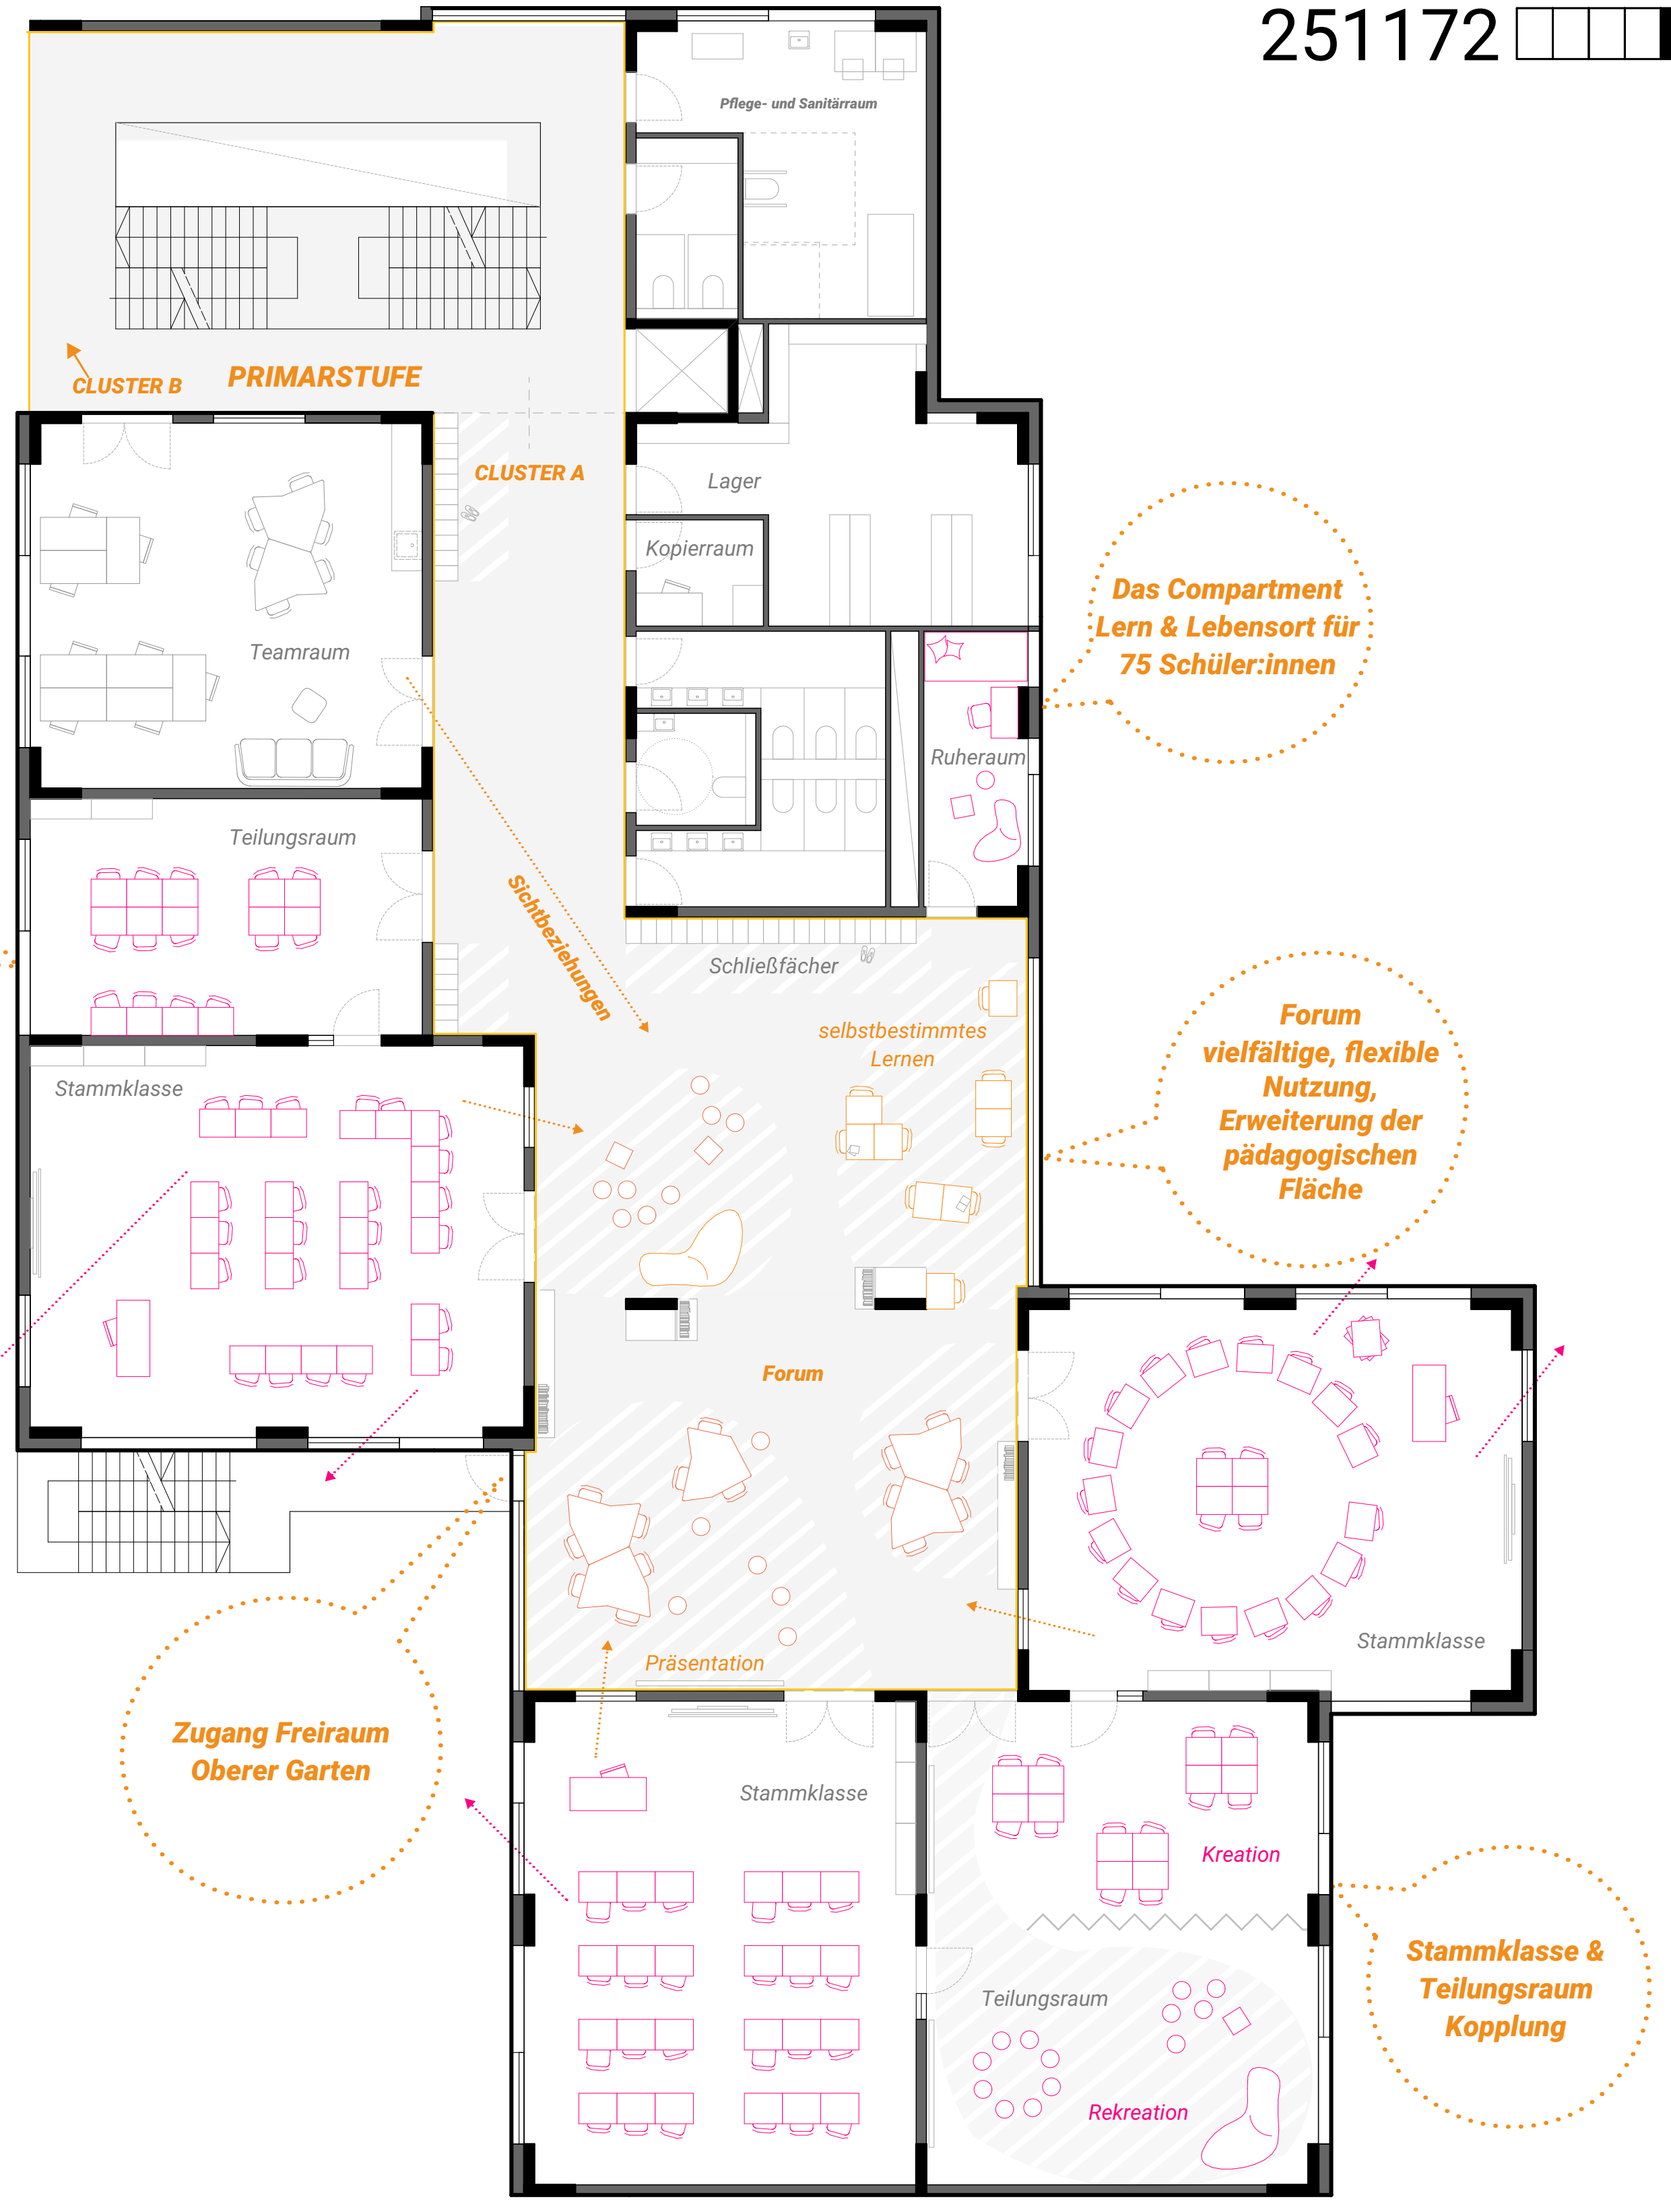 251172
Pflege- und Sanitärraum
CLUSTER B
PRIMARSTUFE
CLUSTER A
Lager
Kopierraum
Das Compartment
Lern & Lebensort für
75 Schüler:innen
Teamraum
Ruheraum
Teilungsraum
Sichtbeziehungen
Schließfächer
selbstbestimmtes
Lernen
Forum
vielfältige, flexible
Nutzung,
Erweiterung der
pädagogischen
Fläche
Stammklasse
Forum
Stammklasse
Präsentation
Zugang Freiraum
Oberer Garten
Stammklasse
Kreation
Stammklasse &
Teilungsraum
Kopplung
Teilungsraum
Rekreation